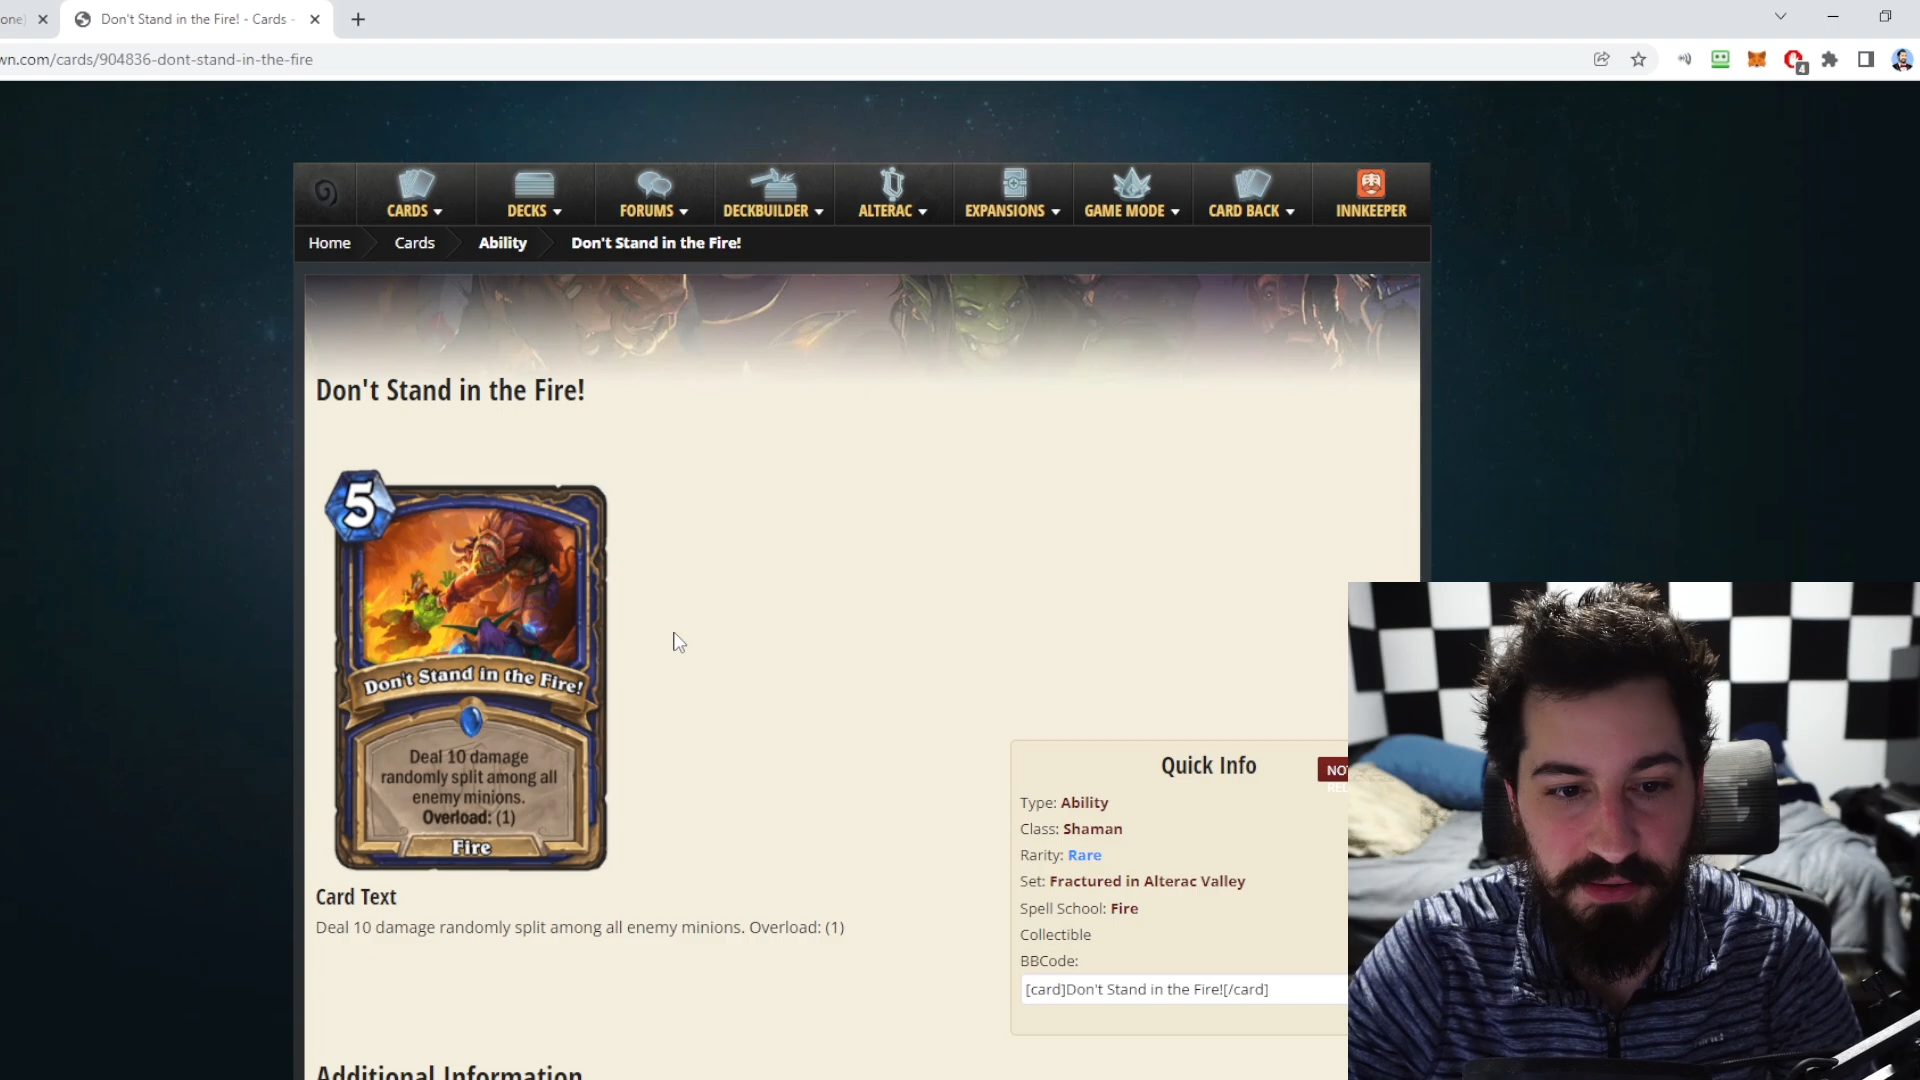 one)
Don't Stand in the Fire! - Cards -
wn.com/cards/904836-dont-stand-in-the-fire
4
CARDS
DECKS
FORUMS
DECKBUILDER
ALTERAC
EXPANSIONS
GAME MODE
CARD BACK
INNKEEPER
Home
Cards
Ability
Don't Stand in the Fire!
Don't Stand in the Fire!
5
Don't Stand in the Fire!
Deal 10 damage
randomly split among all
enemy minions.
Overload: (1)
Fire
Card Text
Deal 10 damage randomly split among all enemy minions. Overload: (1)
Quick Info
NO
REL
Type: Ability
Class: Shaman
Rarity: Rare
Set: Fractured in Alterac Valley
Spell School: Fire
Collectible
BBCode:
[card]Don't Stand in the Fire![/card]
Additional Information